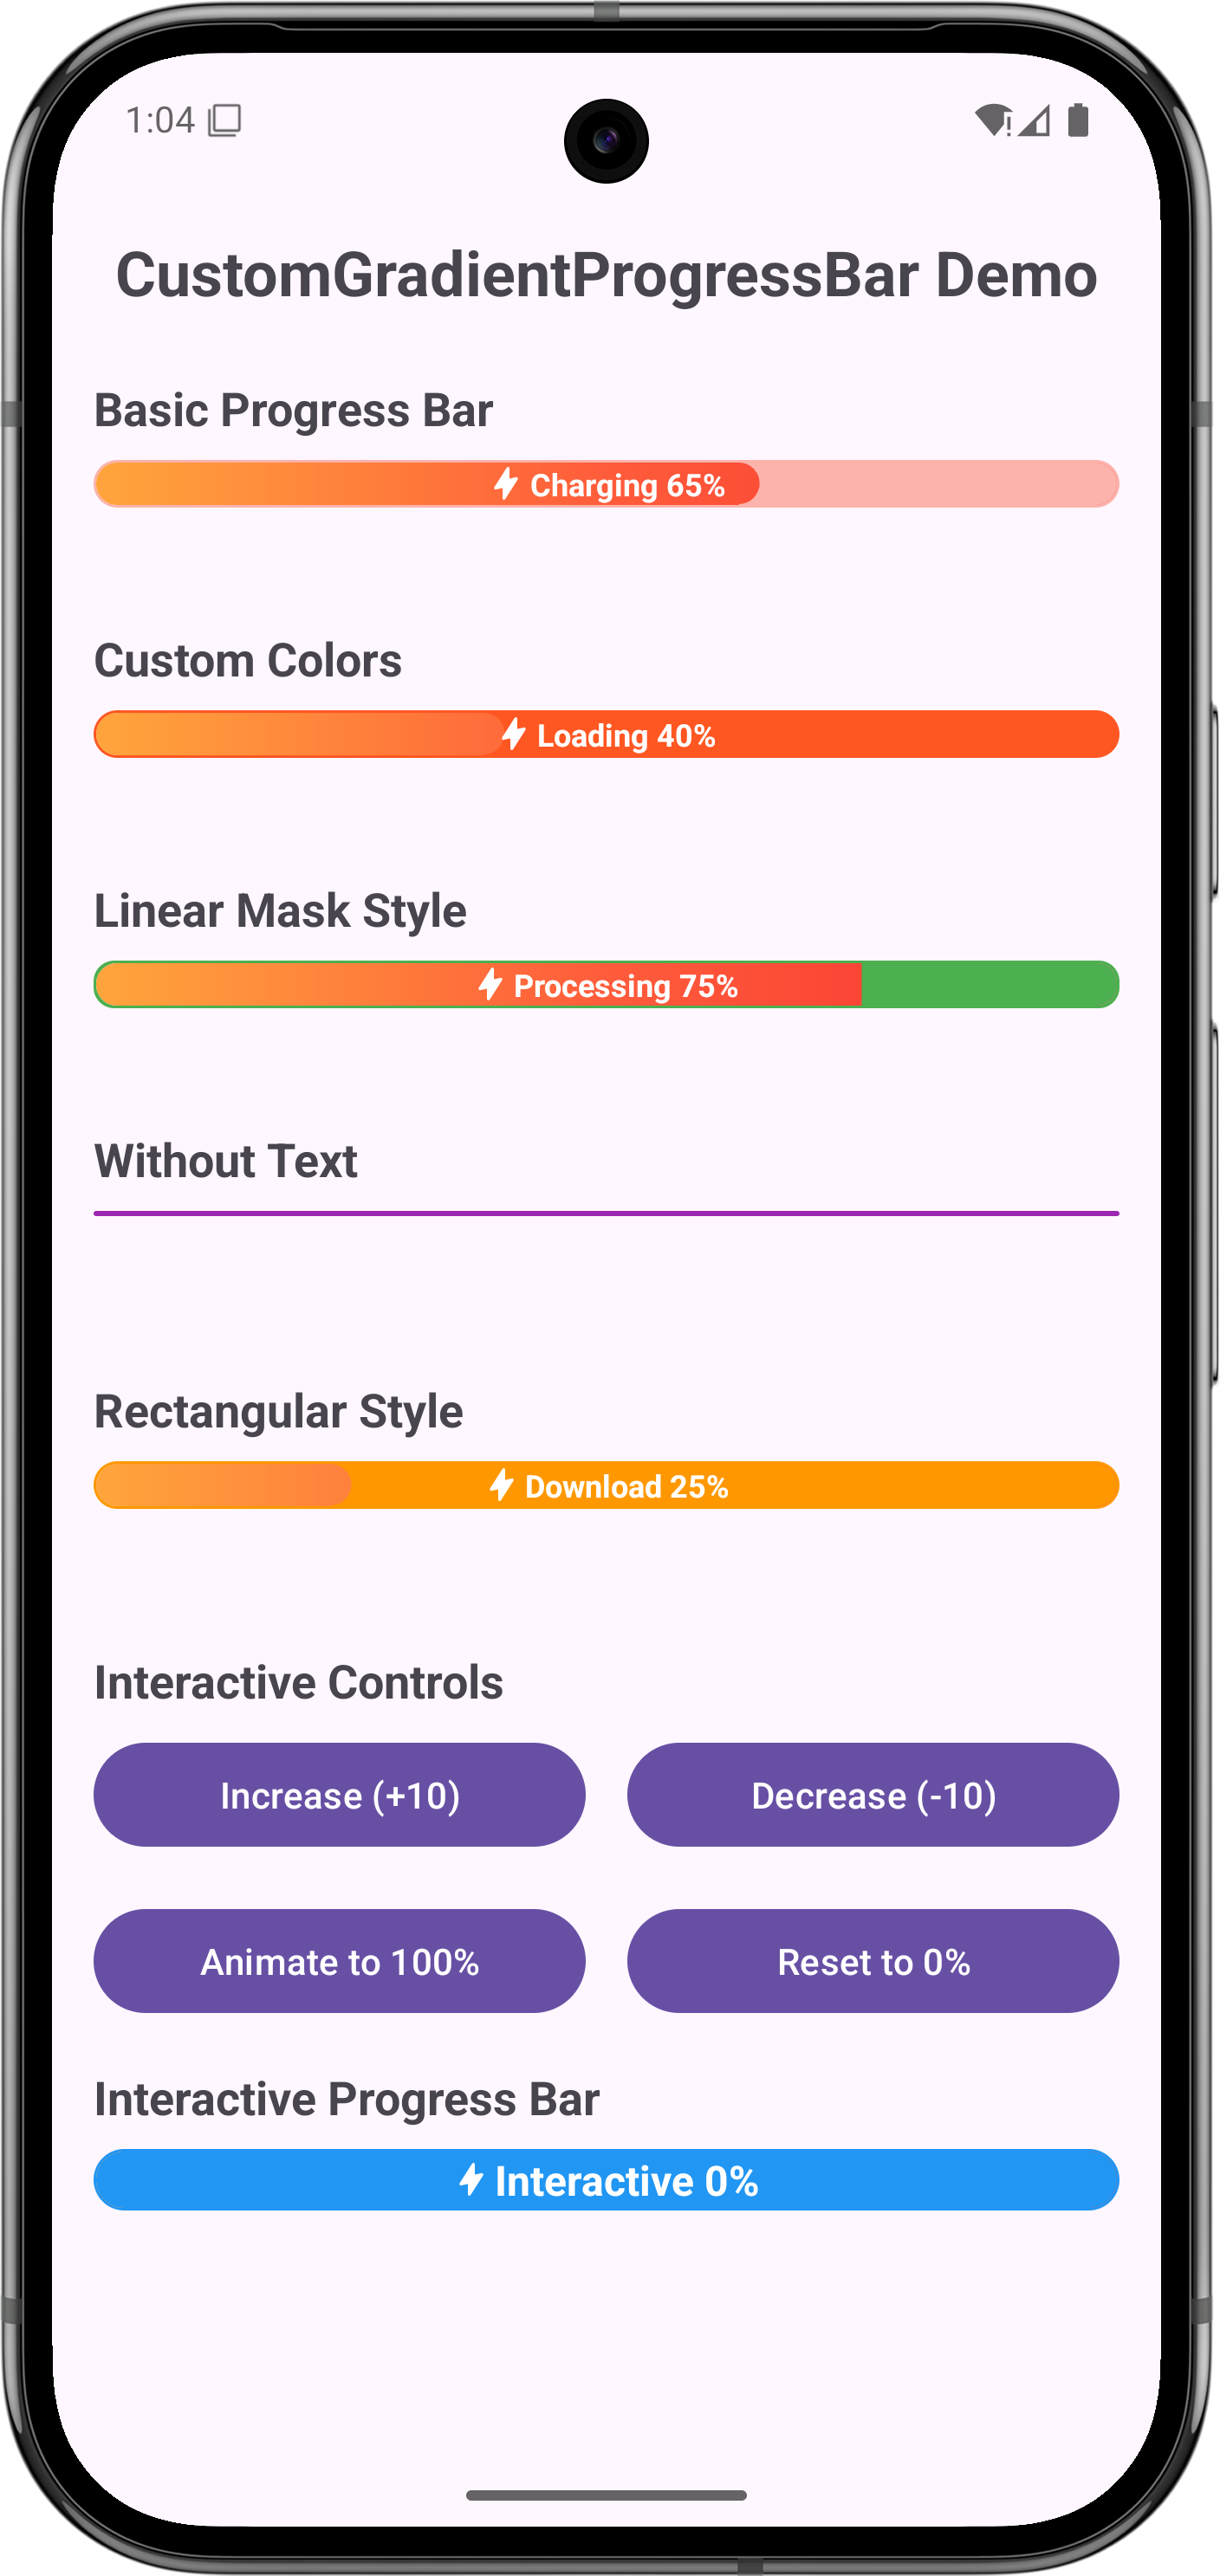 1:04
CustomGradientProgressBar Demo
Basic Progress Bar
Charging 65%
Custom Colors
Loading 40%
Linear Mask Style
Processing 75%
Without Text
Rectangular Style
Download 25%
Interactive Controls
Increase (+10) Decrease (-10)
Animate to 100% Reset to 0%
Interactive Progress Bar
Interactive 0%